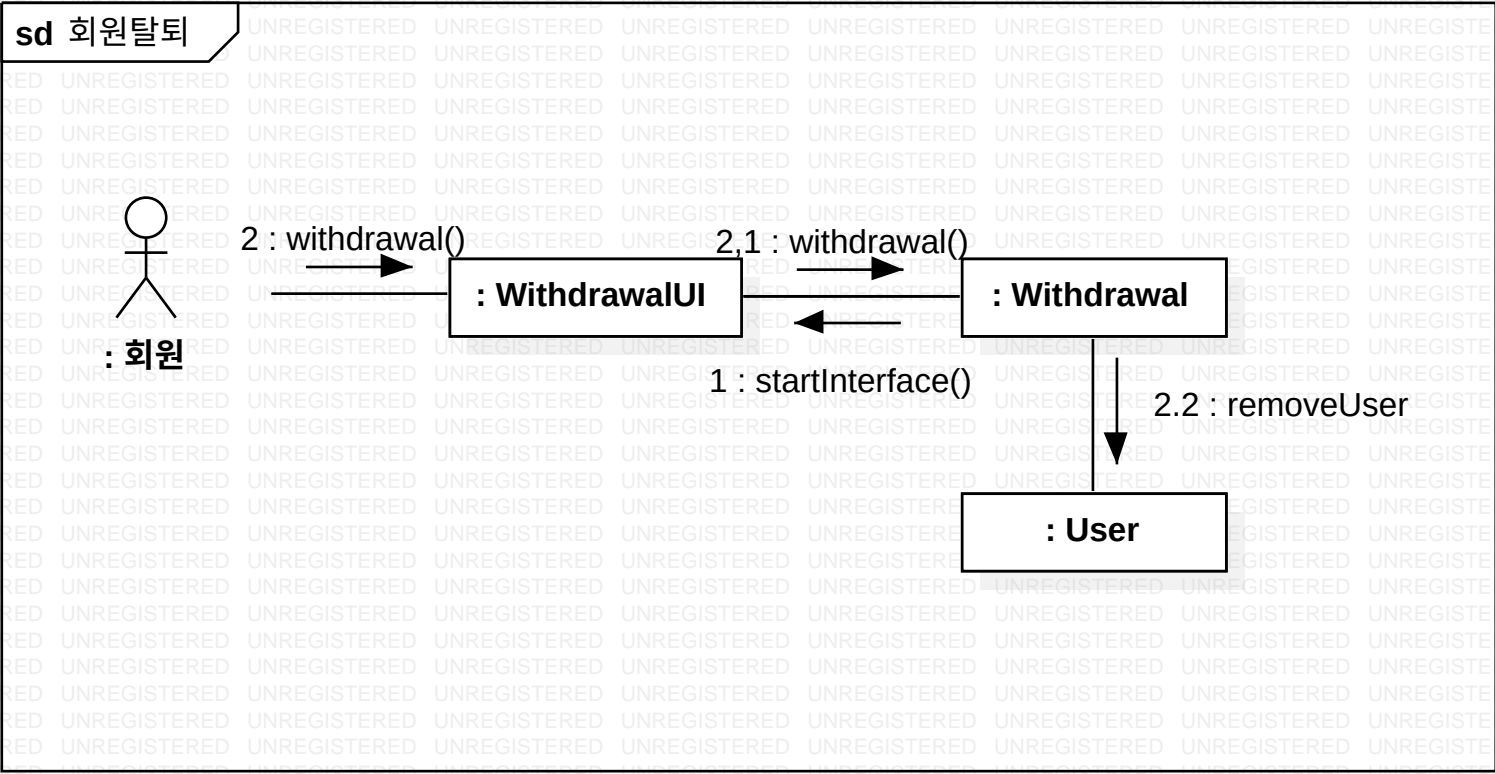 sd 회원탈퇴
2 : withdrawal()
2,1 : withdrawal()
: WithdrawalUI
: Withdrawal
: 회원
1 : startInterface()
2.2 : removeUser
: User
UNREGISTERED